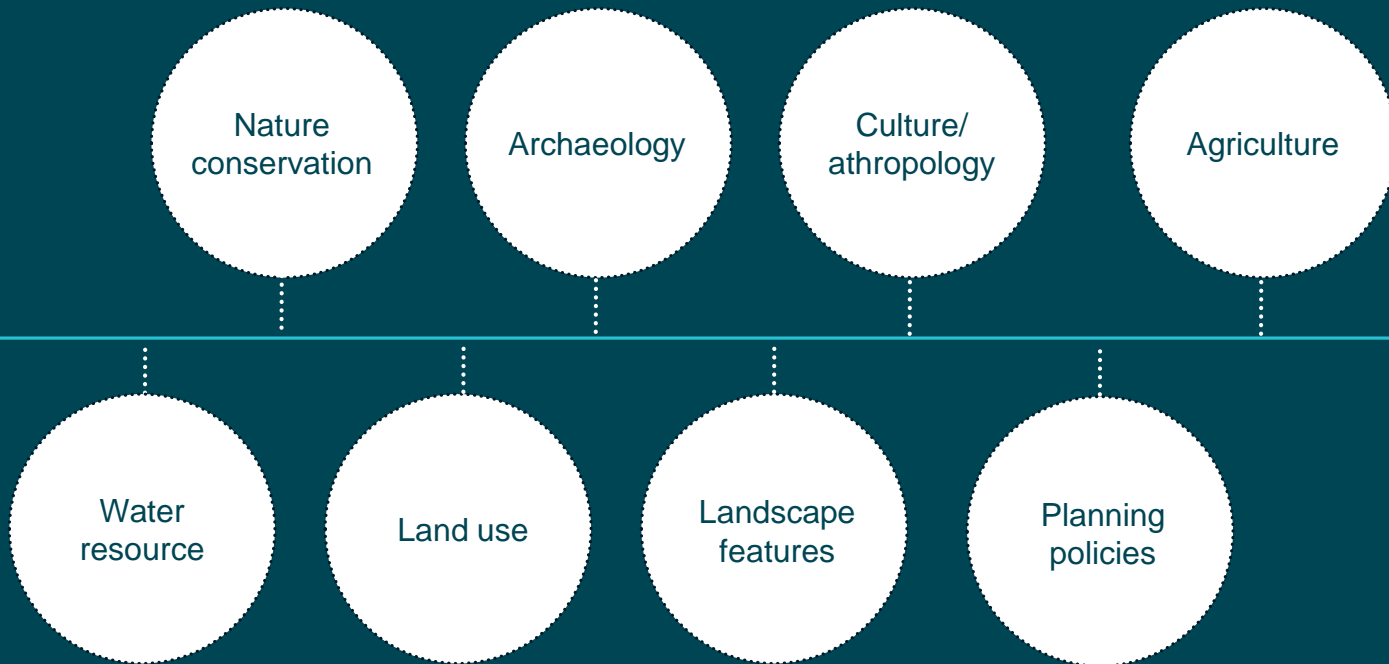 Nature
conservation
Archaeology
Culture/
athropology
Agriculture
Water
resource
Land use
Landscape
features
Planning
policies